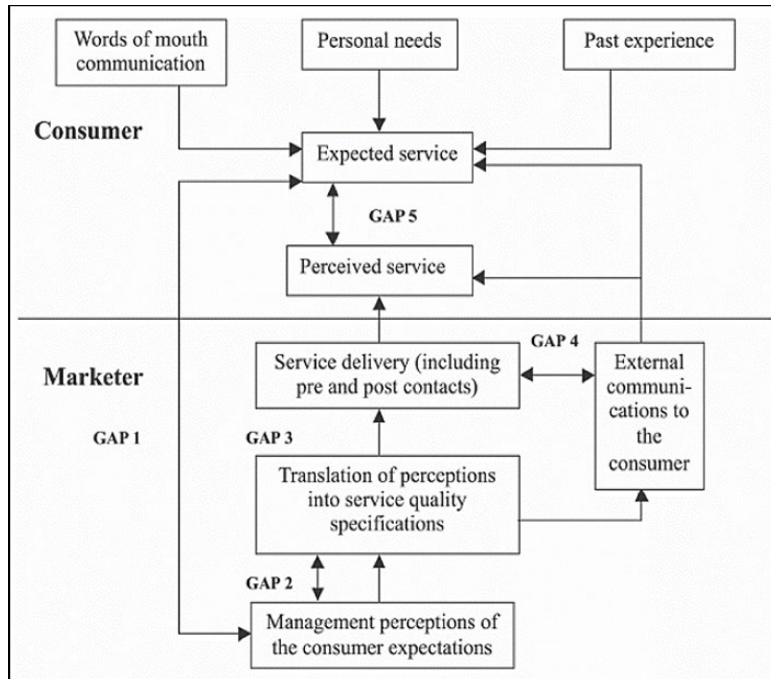 Words of mouth
communication
Personal needs
Past experience
Consumer
Expected service
GAP 5
Perceived service
Marketer
Service delivery (including
pre and post contacts)
GAP 4
External
communi-
cations to
the
consumer
GAP 1
GAP 3
Translation of perceptions
into service quality
specifications
GAP 2
Management perceptions of
the consumer expectations